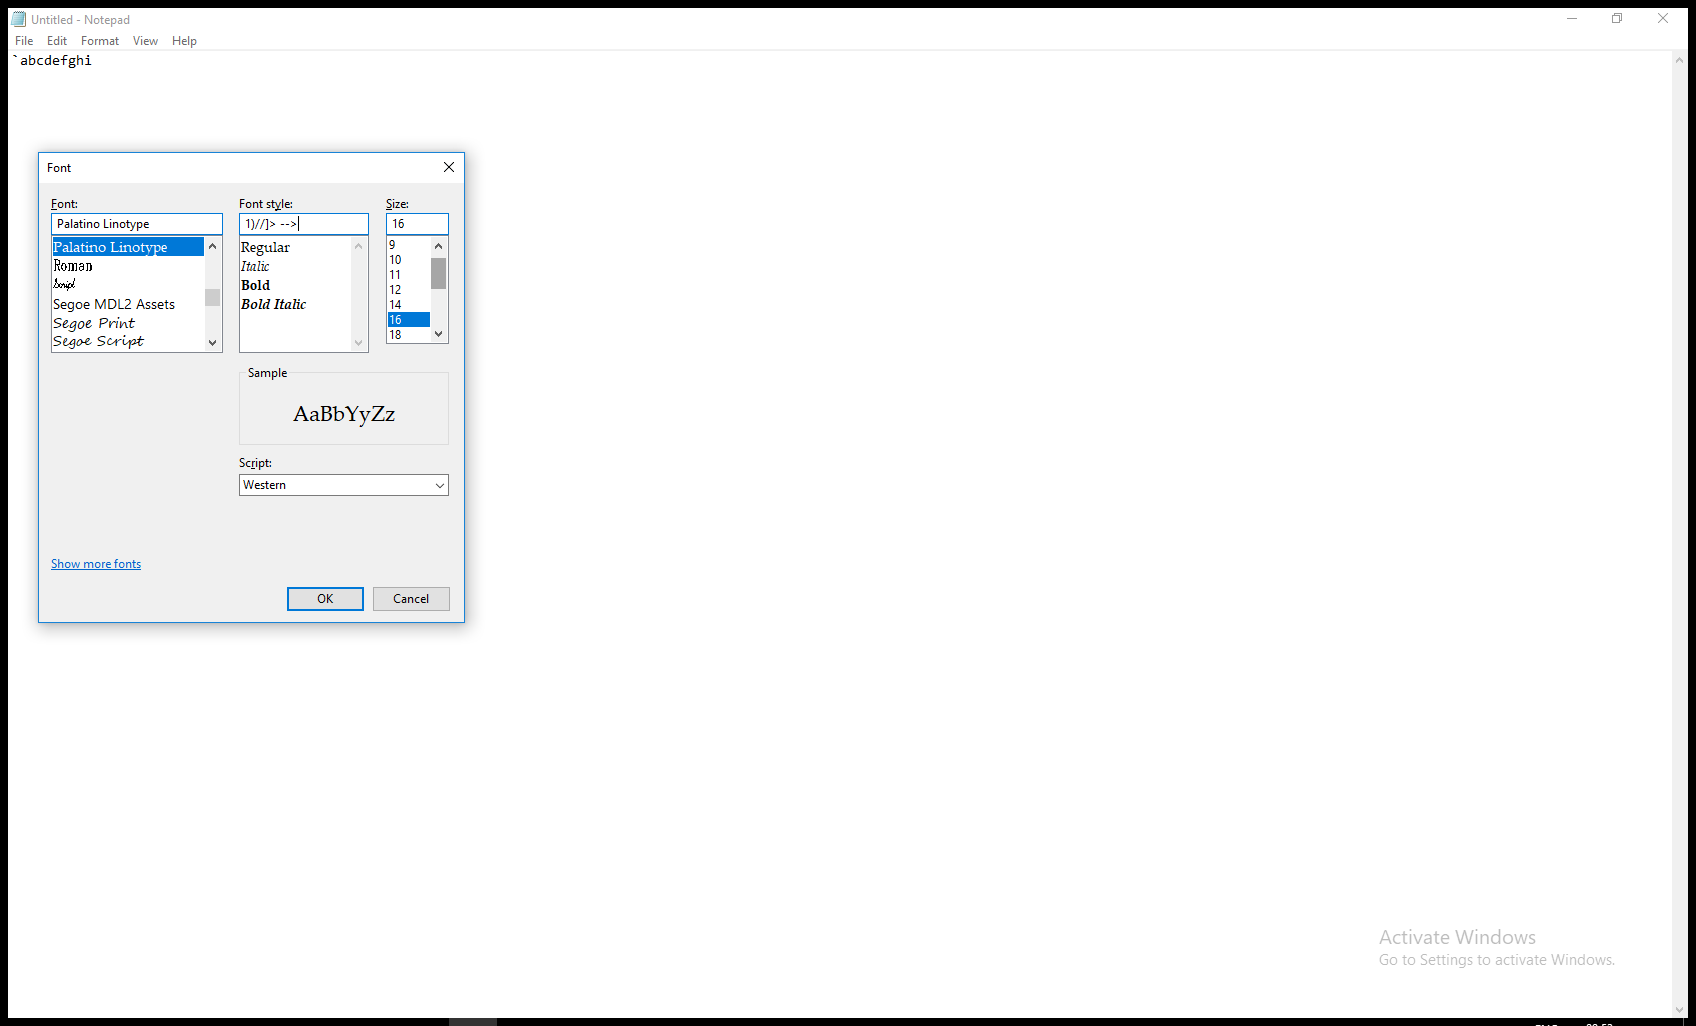 Untitled - Notepad
File Edit Format View Help
`abcdefghi
Font
Font: Font style: Size:
Palatino Linotype 1)//]> --> 16
Palatino Linotype
Roman
Script
Segoe MDL2 Assets
Segoe Print
Segoe Script
Regular
Italic
Bold
Bold Italic
9
10
11
12
14
16
18
Sample
AaBbYyZz
Script:
Western
Show more fonts
OK Cancel
Activate Windows
Go to Settings to activate Windows.